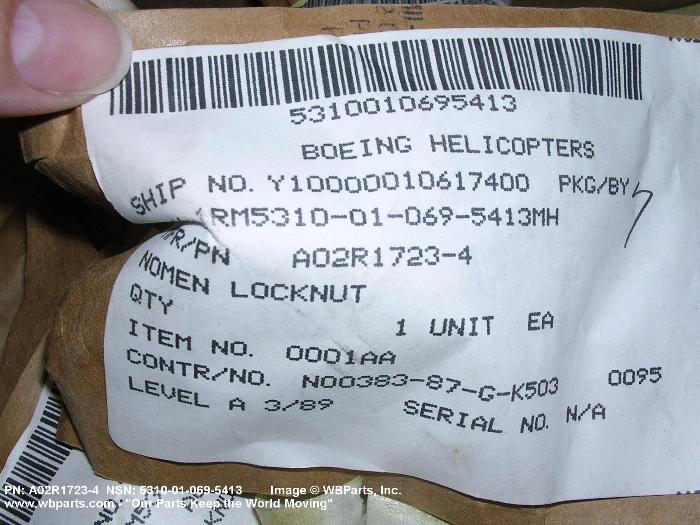 5310010695413
BOEING HELICOPTERS
SHIP NO. Y10000010617400 PKG/BY
1RM5310-01-069-5413MH
MFR/PN A02R1723-4
NOMEN LOCKNUT
QTY 1 UNIT EA
ITEM NO. 0001AA
CONTR/NO. N00383-87-G-K503 0095
LEVEL A 3/89 SERIAL NO. N/A
PN: A02R1723-4 NSN: 5310-01-069-5413 Image © WBParts, Inc.
www.wbparts.com - "Our Parts Keep the World Moving"